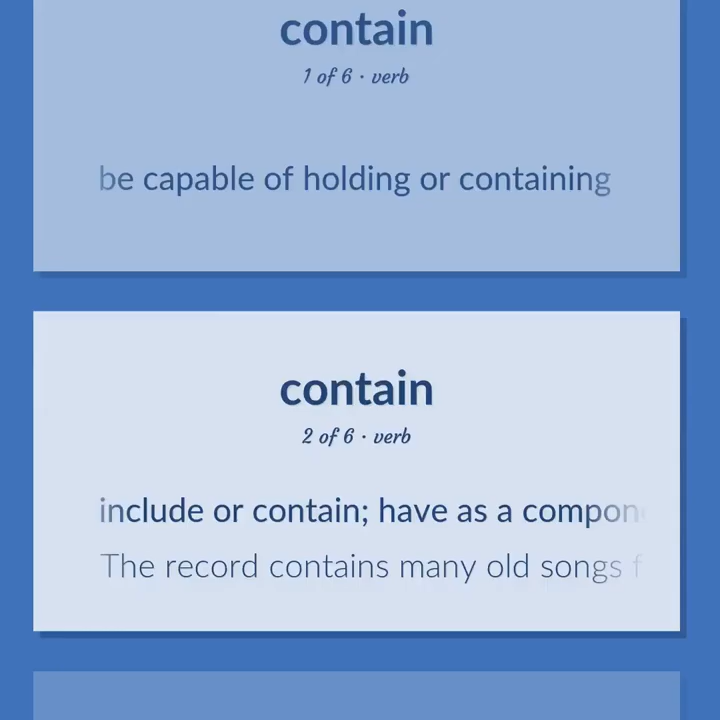 contain
1 of 6 · verb
be capable of holding or containing
contain
2 of 6 · verb
include or contain; have as a compon
The record contains many old songs f